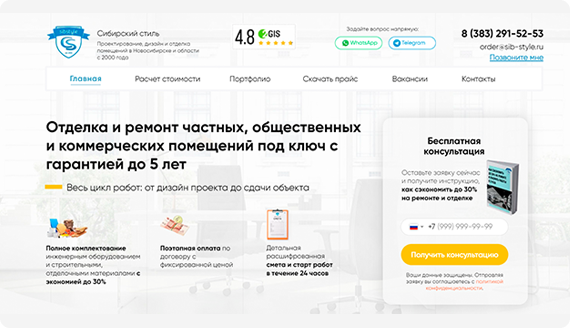 sib style
Сибирский стиль
Проектирование, дизайн и отделка
помещений в Новосибирске и области
с 2000 года
4.8 2GIS
Задайте вопрос напрямую:
WhatsApp Telegram
8 (383) 291-52-53
order@sib-style.ru
Позвоните мне
Главная Расчет стоимости Портфолио Скачать прайс Вакансии Контакты
Отделка и ремонт частных, общественных
и коммерческих помещений под ключ с
гарантией до 5 лет
Весь цикл работ: от дизайн проекта до сдачи объекта
Полное комплектование
инженерным оборудованием
и строительными,
отделочными материалами с
экономией до 30%
Поэтапная оплата по
договору с
фиксированной ценой
Детальная
расшифрованная
смета и старт работ
в течение 24 часов
Бесплатная
консультация
Оставьте заявку сейчас
и получите инструкцию,
как сэкономить до 30%
на ремонте и отделке
+7 (999) 999-99-99
Получить консультацию
Ваши данные защищены. Отправляя
заявку вы соглашаетесь с политикой
конфиденциальности.